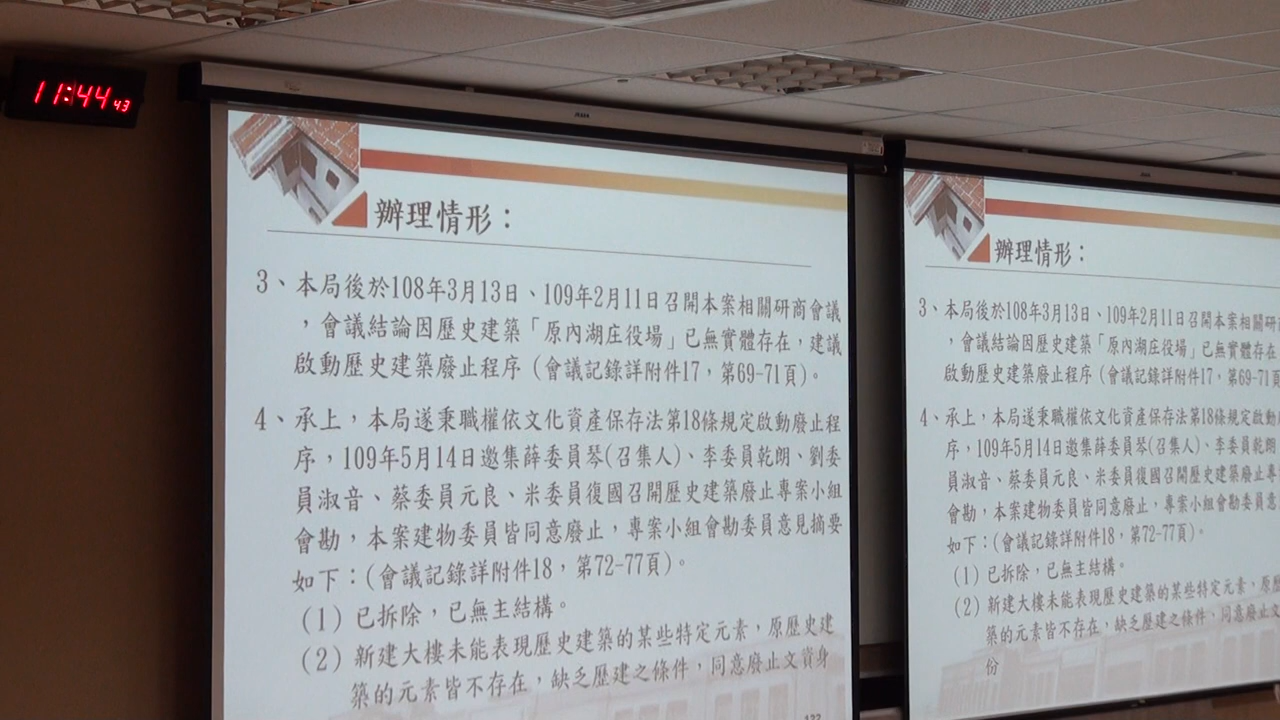 11:44 43
辦理情形：
3、本局後於108年3月13日、109年2月11日召開本案相關研商會議
，會議結論因歷史建築「原內湖庄役場」已無實體存在，建議
啟動歷史建築廢止程序（會議記錄詳附件17，第69-71頁）。
4、承上，本局遂秉職權依文化資產保存法第18條規定啟動廢止程
序，109年5月14日邀集薛委員琴(召集人)、李委員乾朗、劉委
員淑音、蔡委員元良、米委員復國召開歷史建築廢止專案小組
會勘，本案建物委員皆同意廢止，專案小組會勘委員意見摘要
如下：(會議記錄詳附件18，第72-77頁)。
(1) 已拆除，已無主結構。
(2) 新建大樓未能表現歷史建築的某些特定元素，原歷史建
築的元素皆不存在，缺乏歷建之條件，同意廢止文資身
122
辦理情形：
3、本局後於108年3月13日、109年2月11日召開本案相關研
，會議結論因歷史建築「原內湖庄役場」已無實體存在
啟動歷史建築廢止程序（會議記錄詳附件17，第69-71頁
4、承上，本局遂秉職權依文化資產保存法第18條規定啟動
序，109年5月14日邀集薛委員琴(召集人)、李委員乾朗
員淑音、蔡委員元良、米委員復國召開歷史建築廢止專
會勘，本案建物委員皆同意廢止，專案小組會勘委員意
如下：(會議記錄詳附件18，第72-77頁)。
(1) 已拆除，已無主結構。
(2) 新建大樓未能表現歷史建築的某些特定元素，原歷
築的元素皆不存在，缺乏歷建之條件，同意廢止文
份